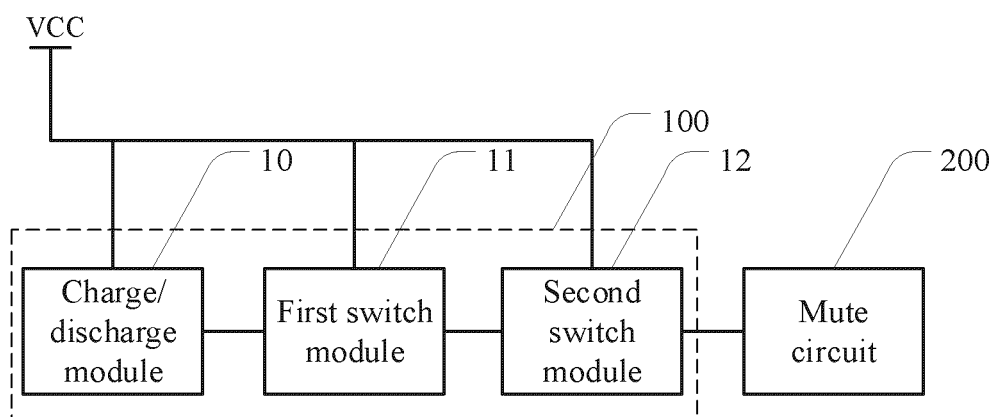 VCC
100
10
11
12
200
Charge/
discharge
module
First switch
module
Second
switch
module
Mute
circuit